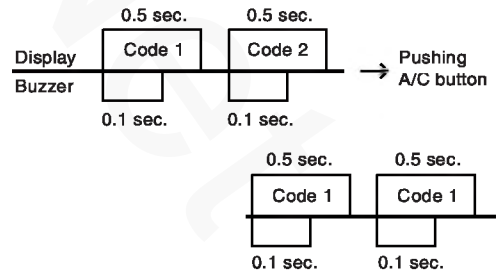 0.5 sec. 0.5 sec.
Code 1 Code 2
Display
Buzzer
Pushing
A/C button
0.1 sec. 0.1 sec.
0.5 sec. 0.5 sec.
Code 1 Code 1
0.1 sec. 0.1 sec.